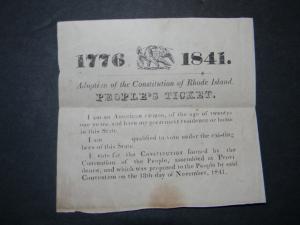 1776 1841.
Adoption of the Constitution of Rhode Island.
PEOPLE'S TICKET.
I am an American citizen, of the age of twenty-
one years, and have my permanent residence or home
in this State.
I am qualified to vote under the existing
laws of this State.
I vote for the CONSTITUTION formed by the
Convention of the People, assembled in Provi-
dence, and which was proposed to the People by said
Convention on the 18th day of November, 1841.